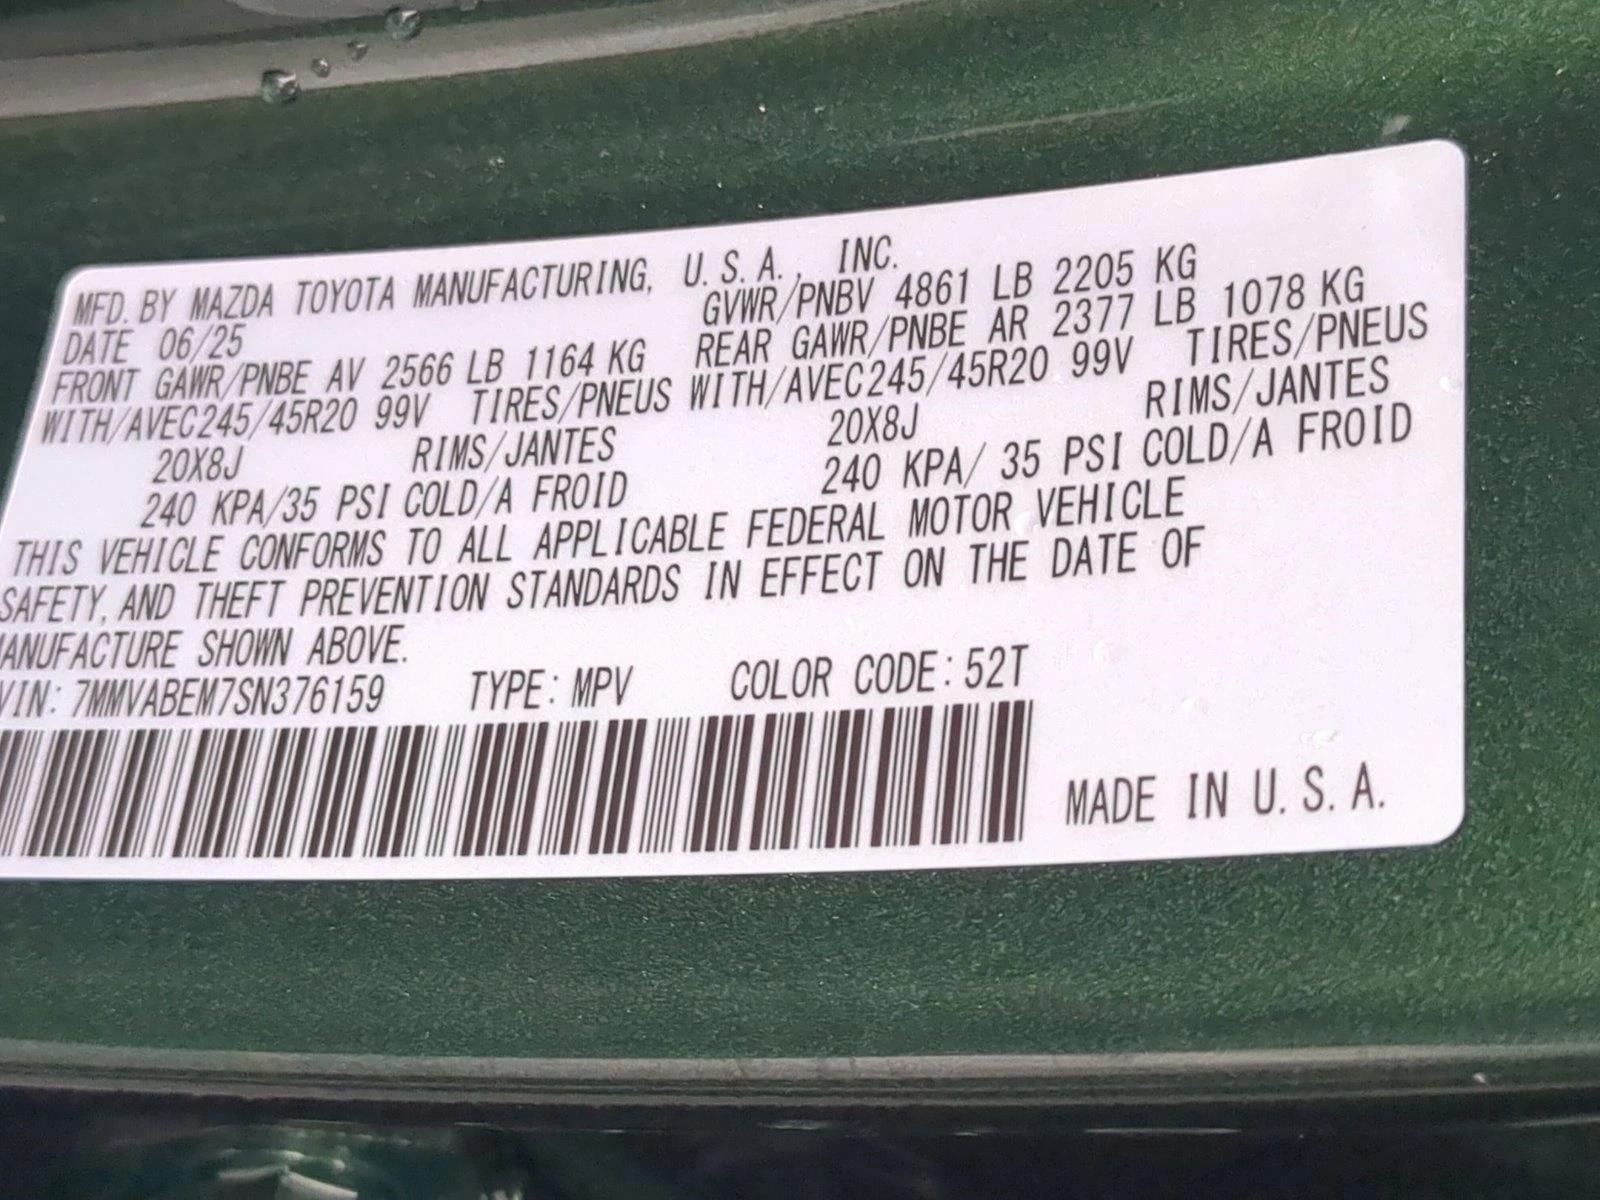 MFD. BY MAZDA TOYOTA MANUFACTURING, U.S.A., INC.
DATE 06/25 GVWR/PNBV 4861 LB 2205 KG
FRONT GAWR/PNBE AV 2566 LB 1164 KG REAR GAWR/PNBE AR 2377 LB 1078 KG
WITH/AVEC245/45R20 99V TIRES/PNEUS WITH/AVEC245/45R20 99V TIRES/PNEUS
20X8J RIMS/JANTES 20X8J RIMS/JANTES
240 KPA/35 PSI COLD/A FROID 240 KPA/ 35 PSI COLD/A FROID
THIS VEHICLE CONFORMS TO ALL APPLICABLE FEDERAL MOTOR VEHICLE
SAFETY, AND THEFT PREVENTION STANDARDS IN EFFECT ON THE DATE OF
MANUFACTURE SHOWN ABOVE.
VIN: 7MMVABEM7SN376159 TYPE: MPV COLOR CODE: 52T
MADE IN U.S.A.